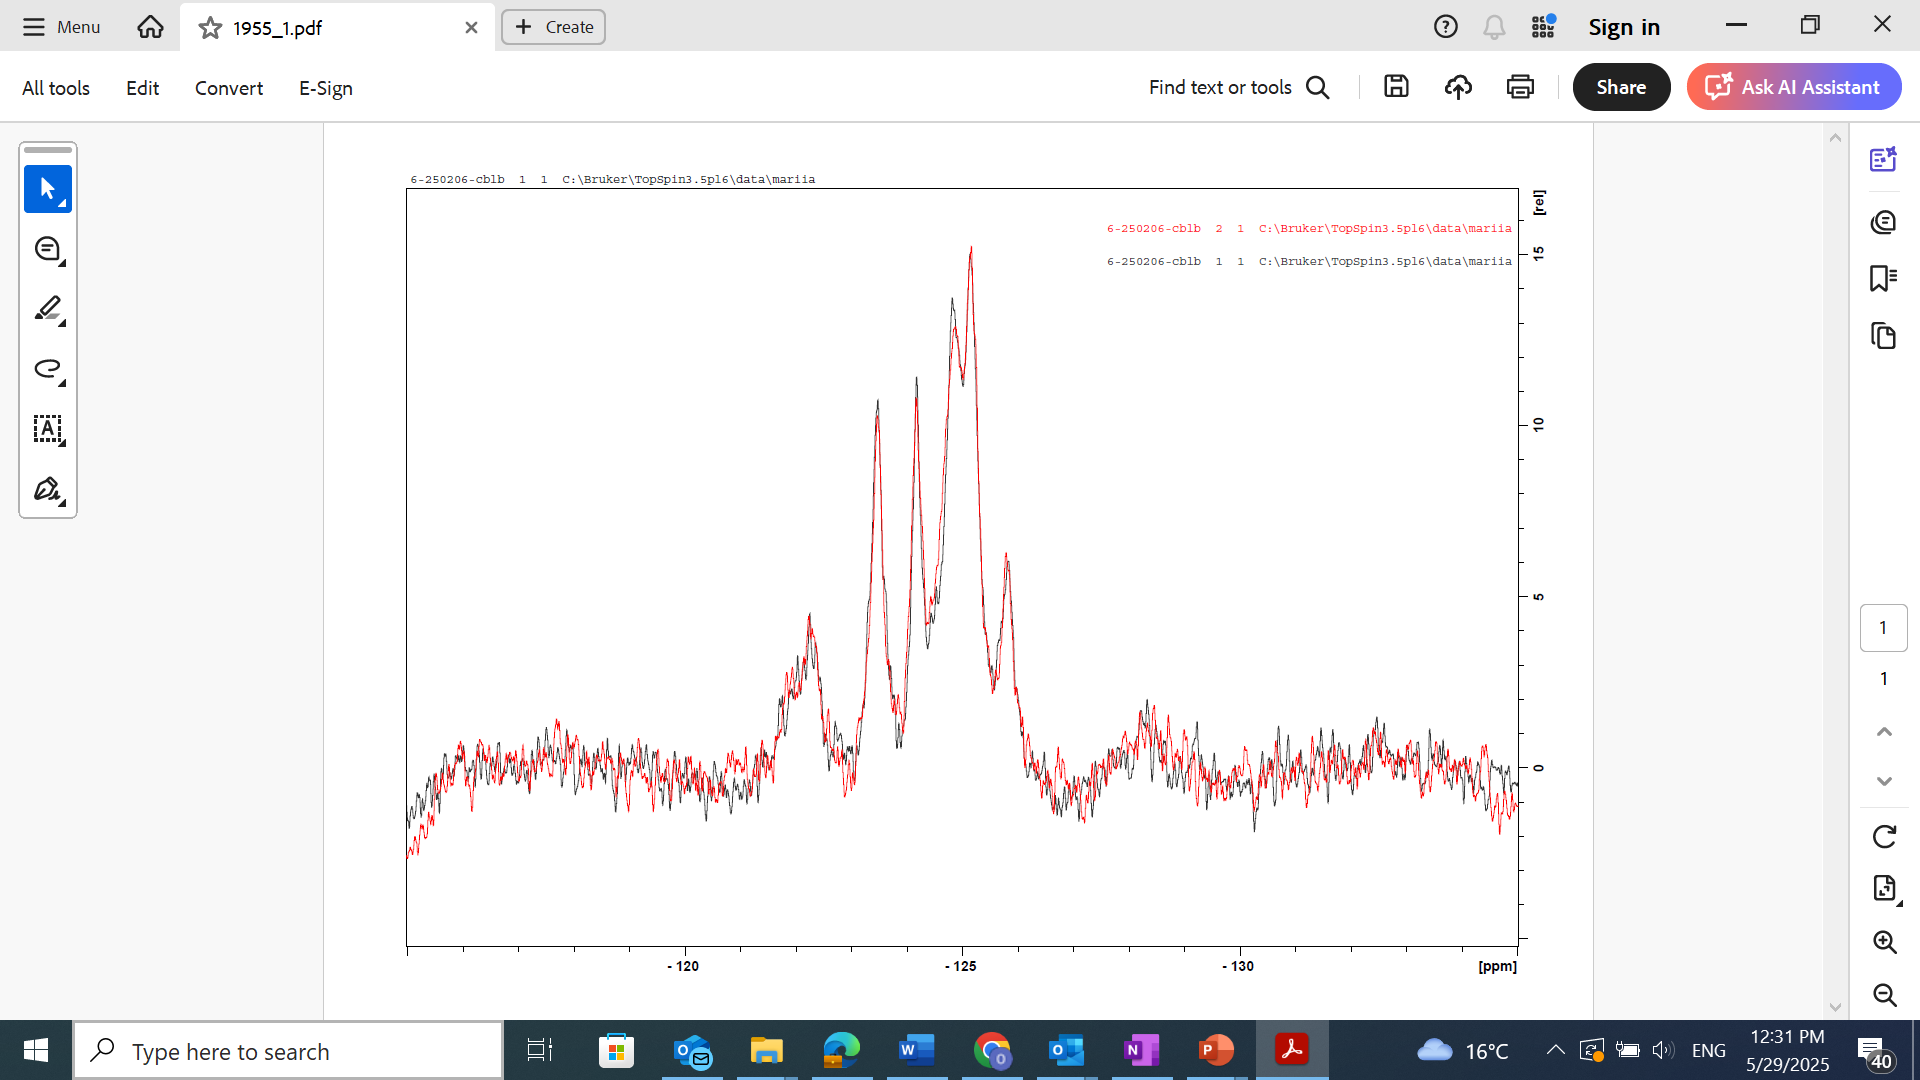 Menu
1955_1.pdf
Create
Sign in
All tools
Edit
Convert
E-Sign
Find text or tools
Share
Ask AI Assistant
6-250206-cblb 1 1 C:\Bruker\TopSpin3.5pl6\data\mariia
[rel]
6-250206-cblb 2 1 C:\Bruker\TopSpin3.5pl6\data\mariia
6-250206-cblb 1 1 C:\Bruker\TopSpin3.5pl6\data\mariia
15
10
5
0
- 120
- 125
- 130
[ppm]
1
1
Type here to search
16°C
ENG
12:31 PM
5/29/2025
40